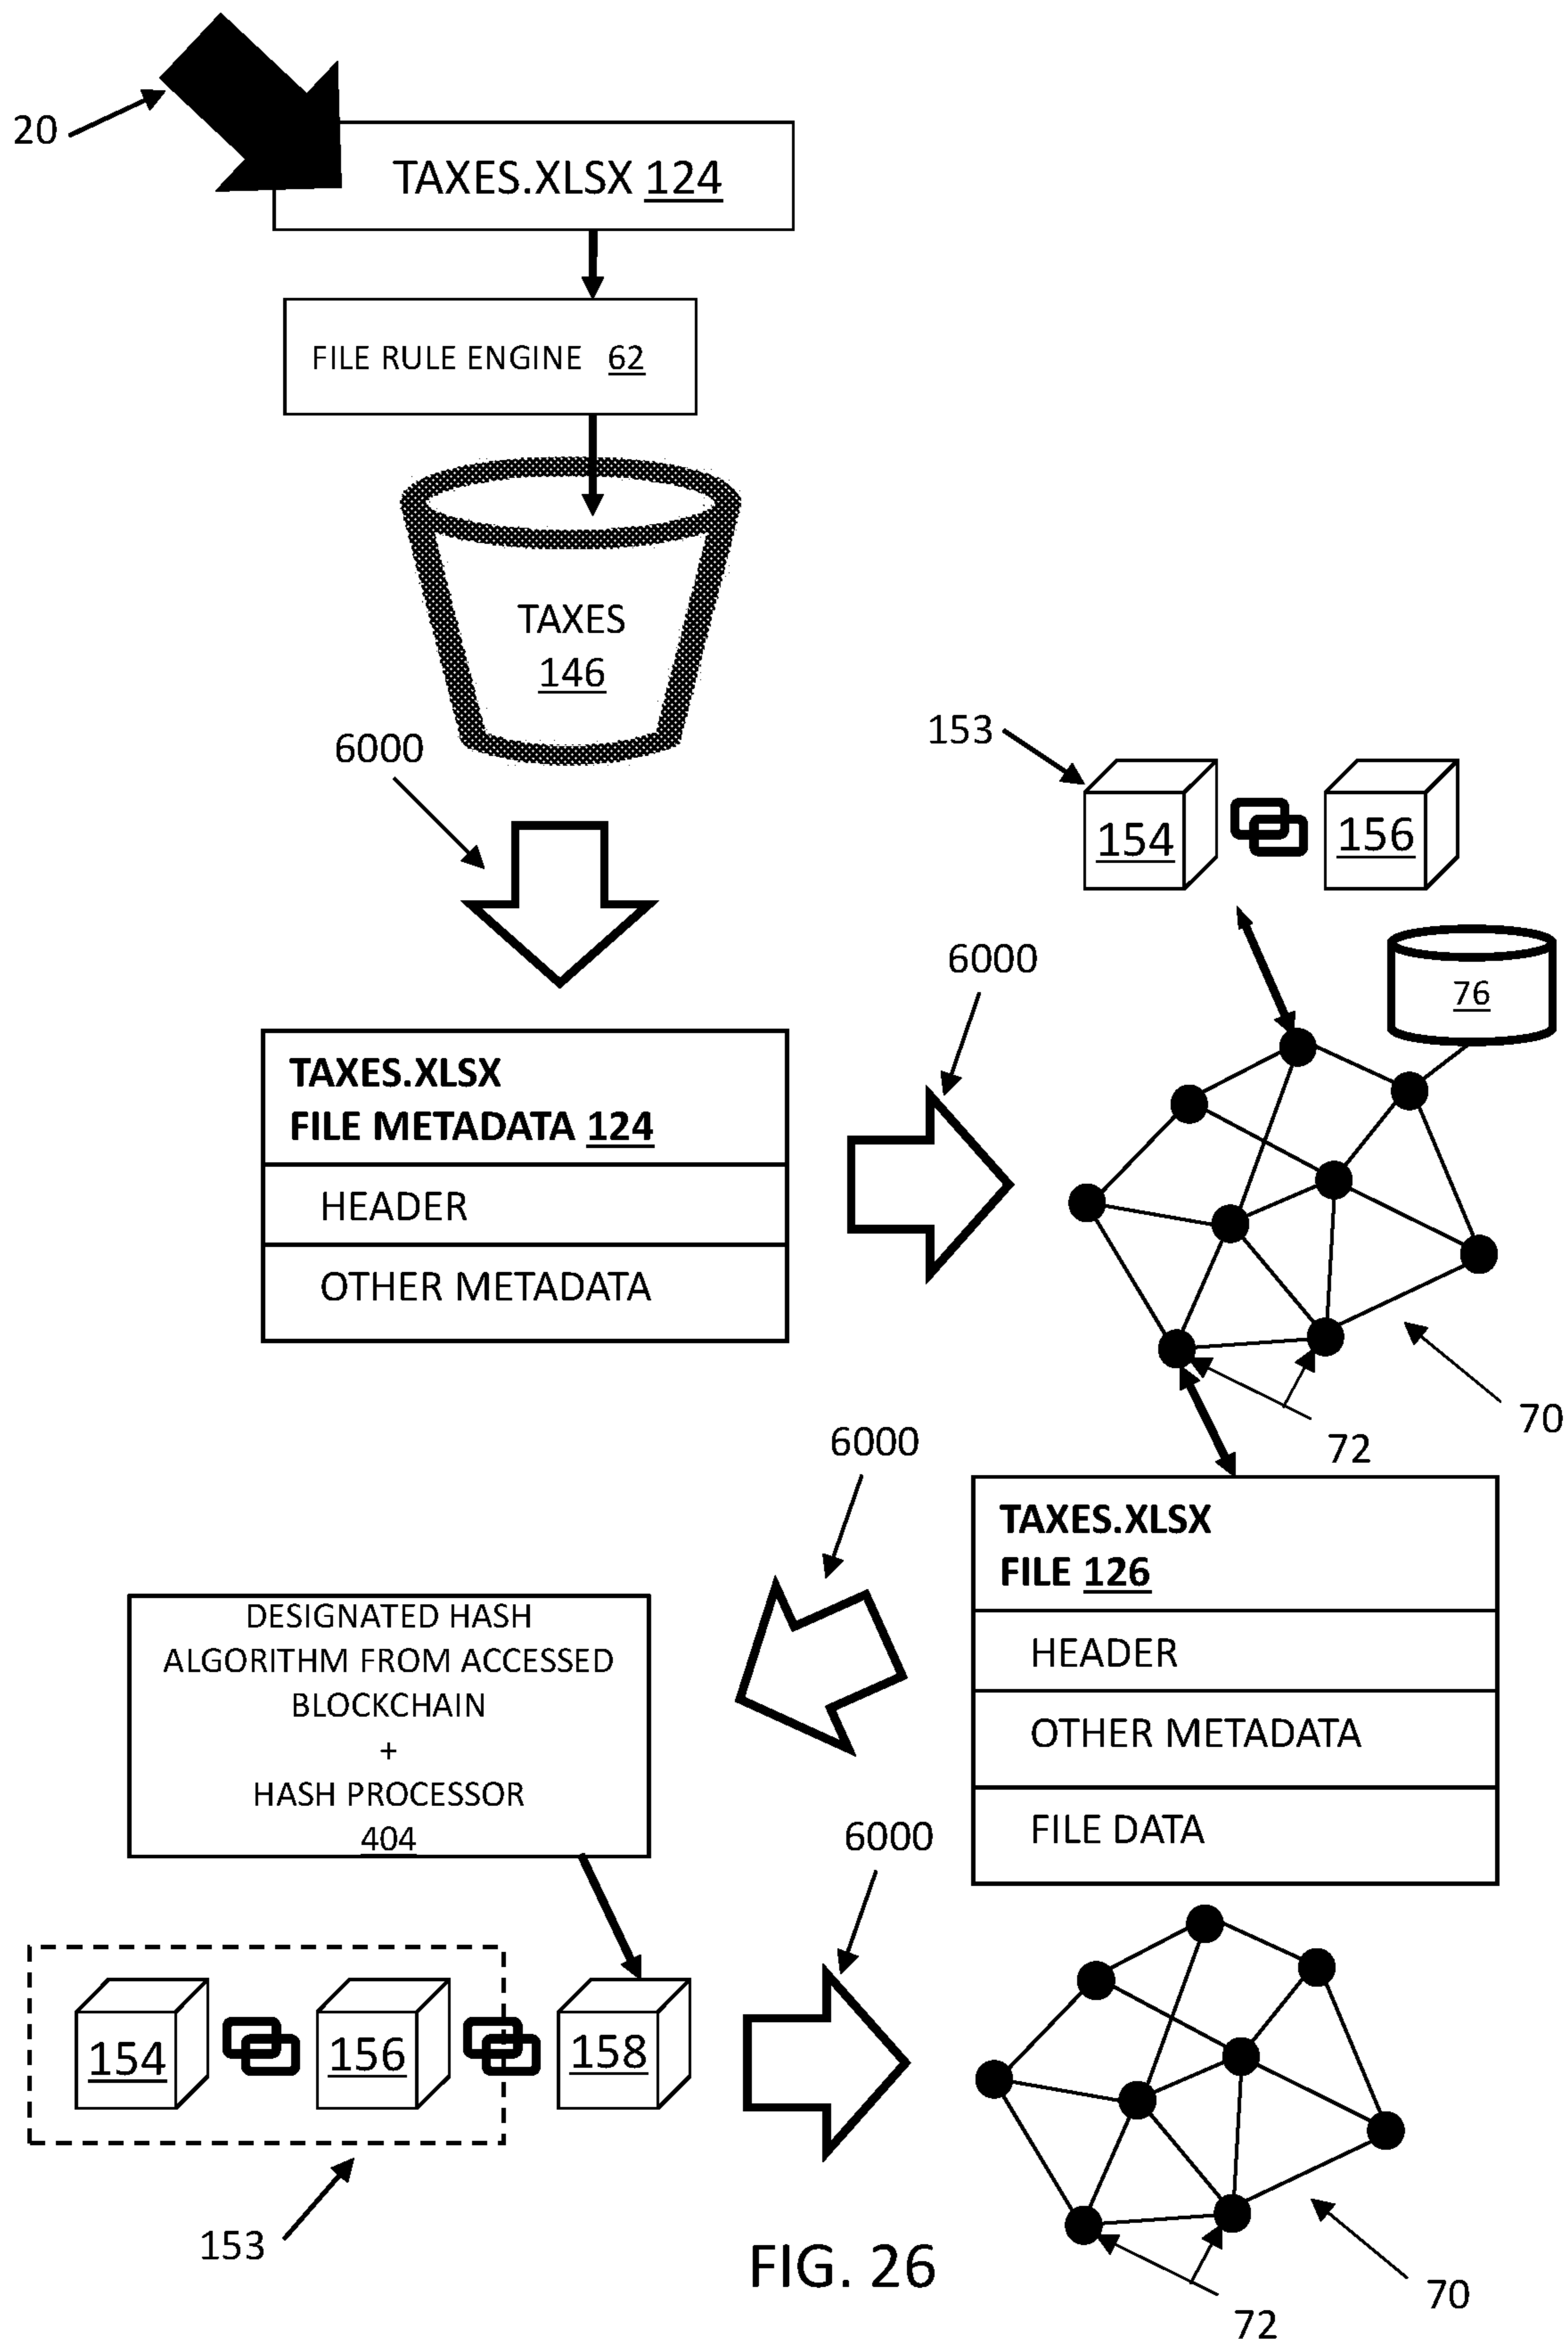 20
TAXES.XLSX 124
FILE RULE ENGINE 62
TAXES
146
6000
153
154
156
6000
76
TAXES.XLSX
FILE METADATA 124
HEADER
OTHER METADATA
70
72
6000
TAXES.XLSX
FILE 126
HEADER
OTHER METADATA
FILE DATA
DESIGNATED HASH
ALGORITHM FROM ACCESSED
BLOCKCHAIN
+
HASH PROCESSOR
404
6000
154
156
158
153
70
72
FIG. 26